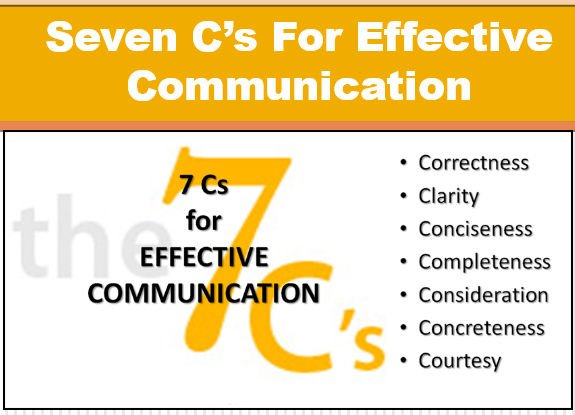 Seven C’s For Effective
Communication
the 7 C’s
7 Cs
for
EFFECTIVE
COMMUNICATION
• Correctness
• Clarity
• Conciseness
• Completeness
• Consideration
• Concreteness
• Courtesy